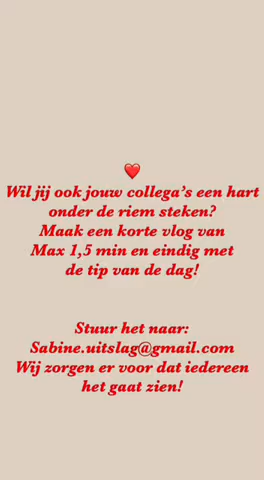 Wil jij ook jouw collega's een hart
onder de riem steken?
Maak een korte vlog van
Max 1,5 min en eindig met
de tip van de dag!
Stuur het naar:
Sabine.uitslag@gmail.com
Wij zorgen er voor dat iedereen
het gaat zien!